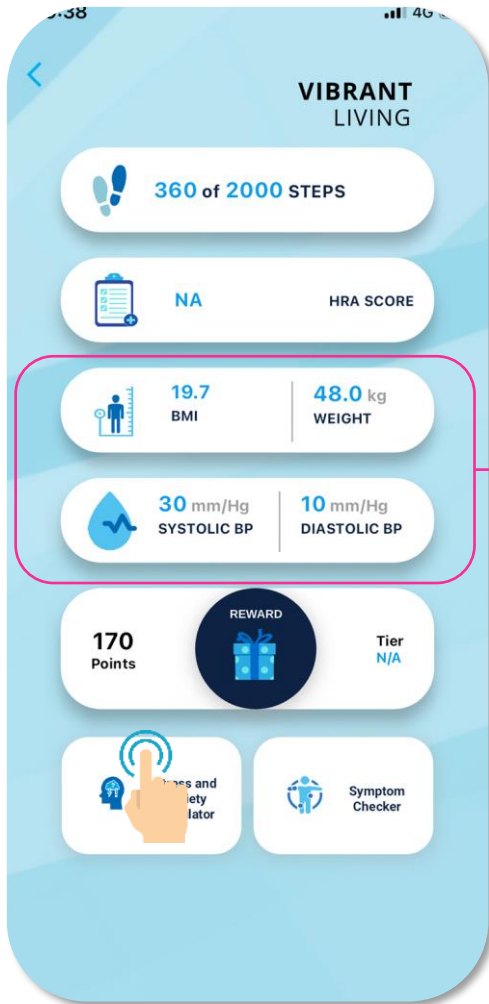 4G
VIBRANT
LIVING
360 of 2000 STEPS
NA
HRA SCORE
19.7
BMI
48.0 kg
WEIGHT
30 mm/Hg
SYSTOLIC BP
10 mm/Hg
DIASTOLIC BP
REWARD
170
Points
Tier
N/A
and
Symptom
Checker